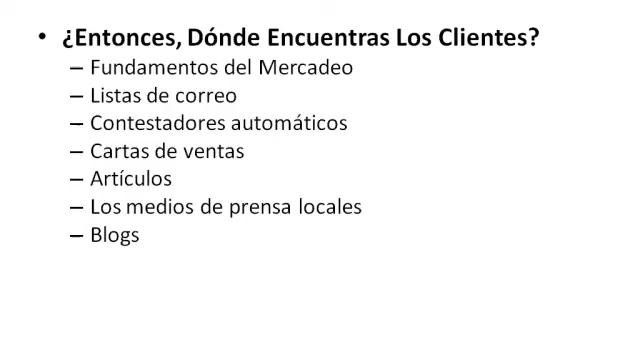 • ¿Entonces, Dónde Encuentras Los Clientes?
– Fundamentos del Mercadeo
– Listas de correo
– Contestadores automáticos
– Cartas de ventas
– Artículos
– Los medios de prensa locales
– Blogs